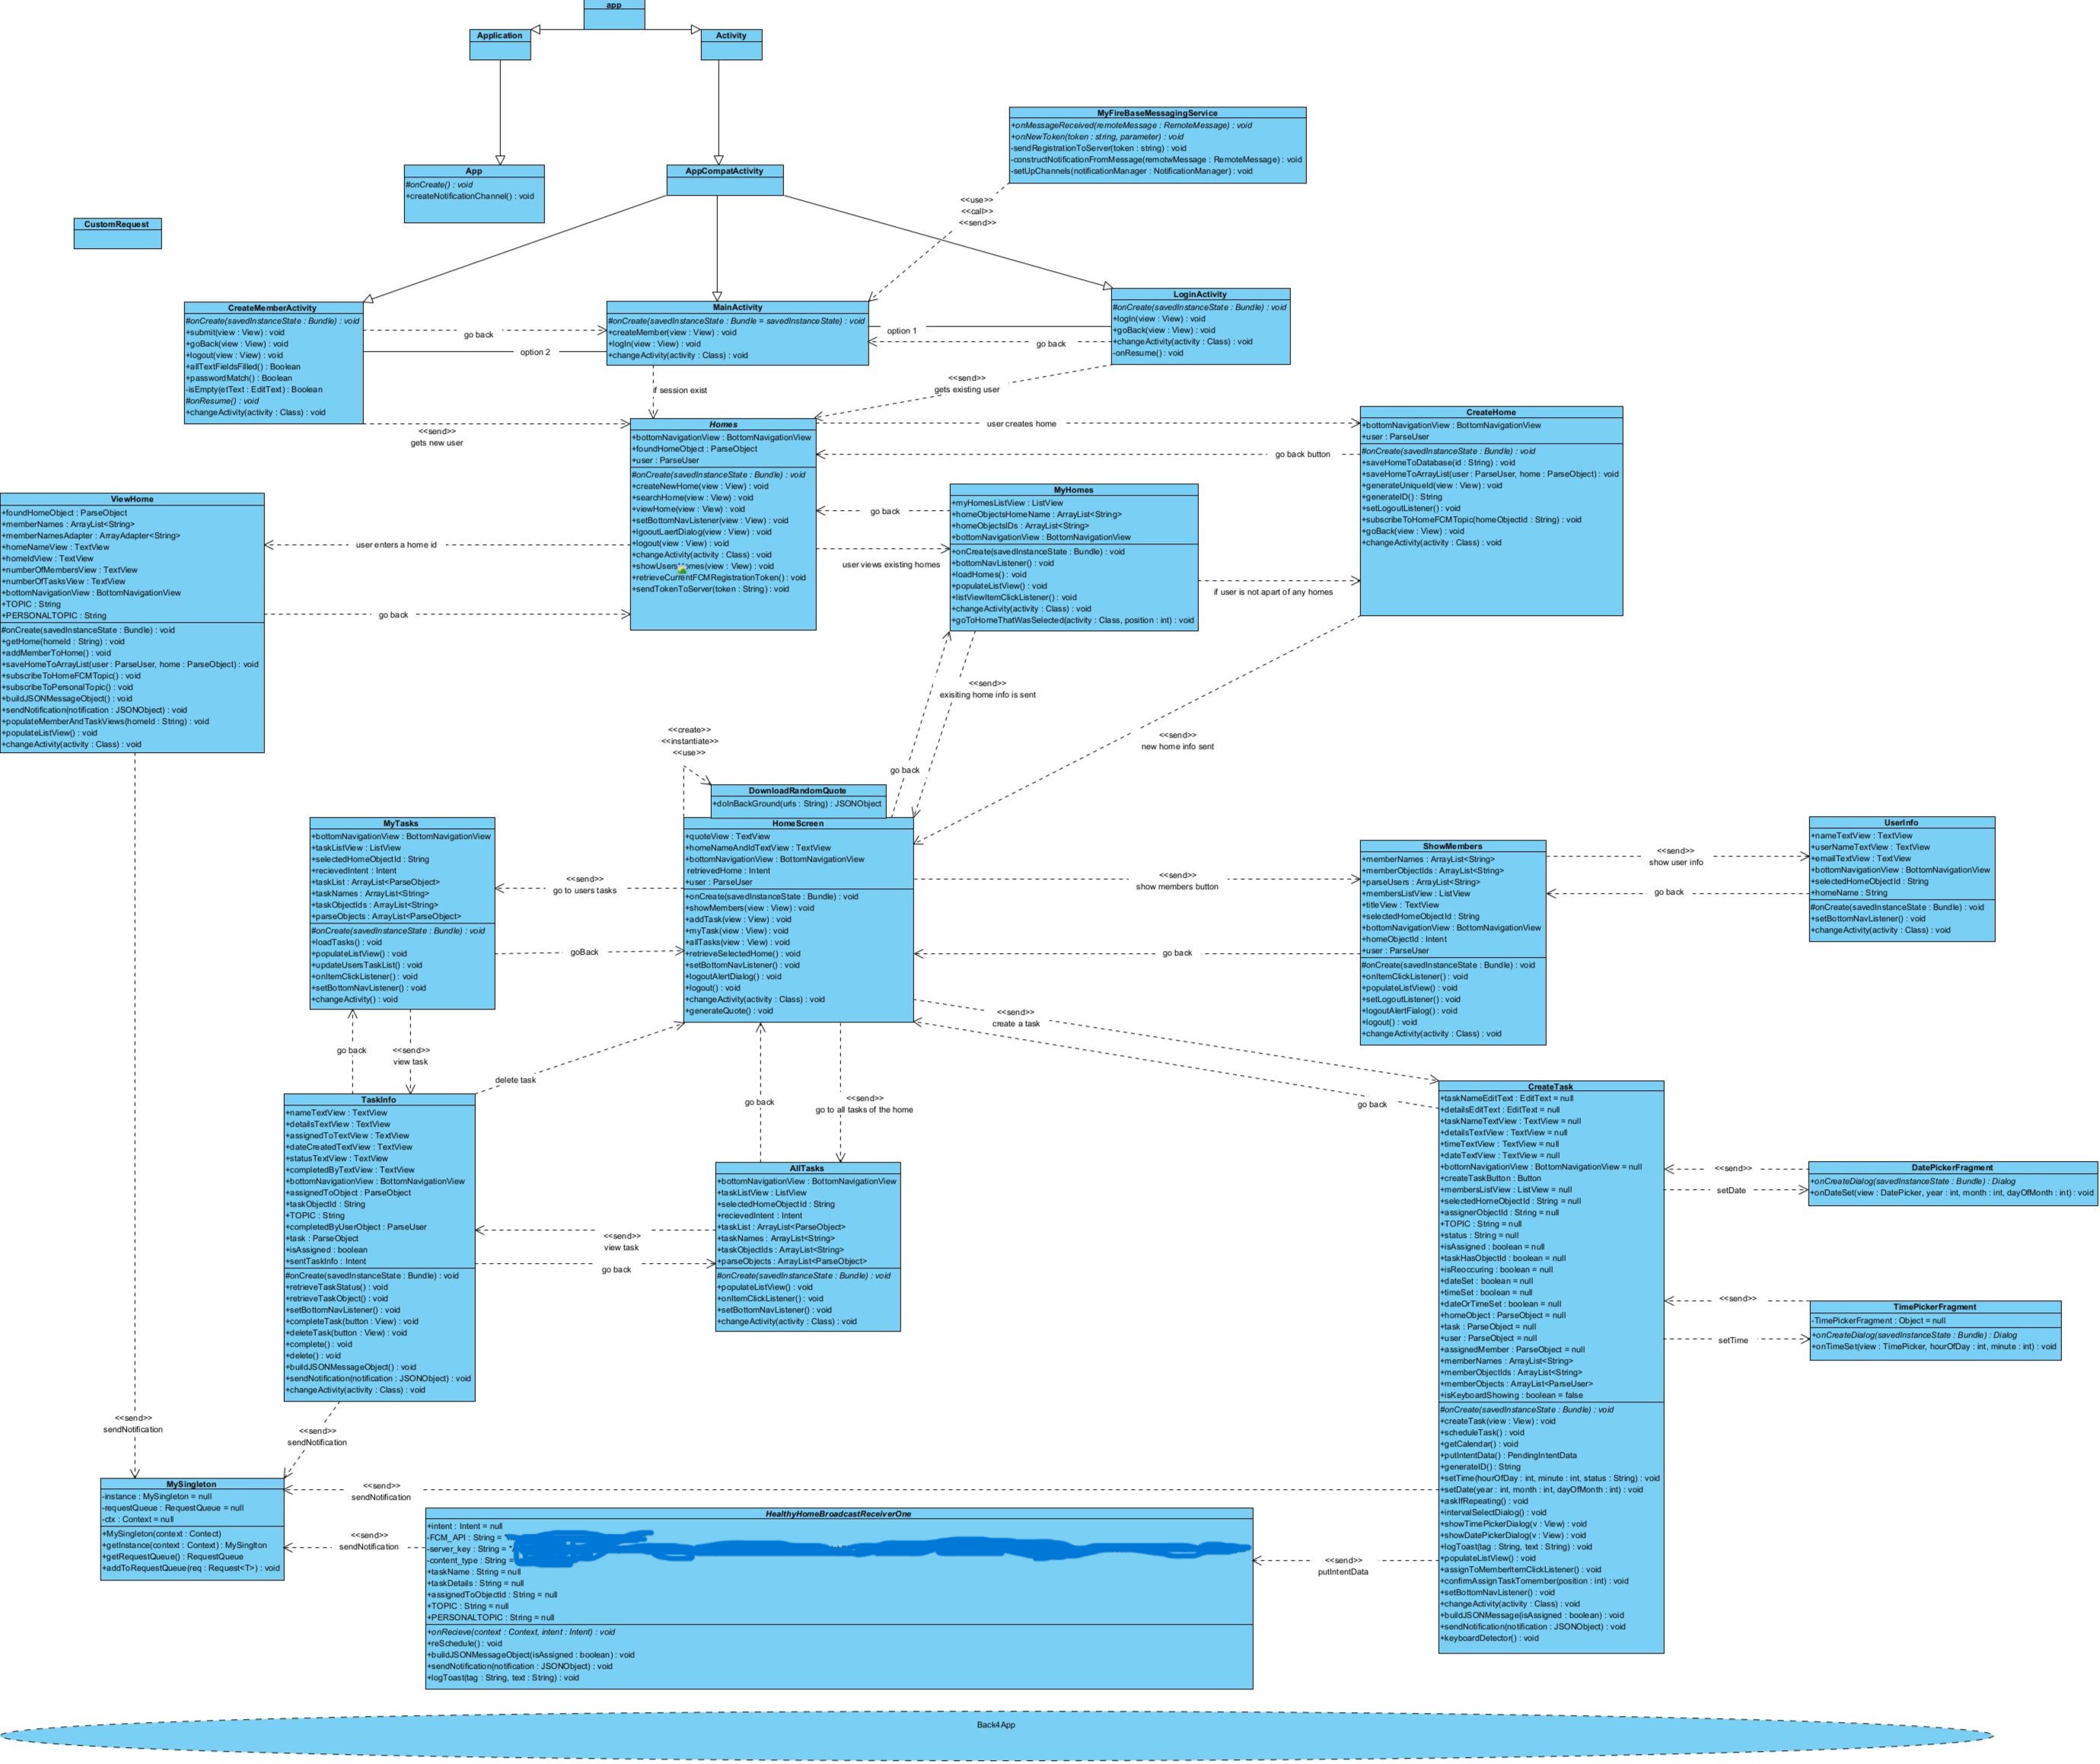 app
Application
Activity
MyFireBaseMessagingService
+onMessageReceived(remoteMessage : RemoteMessage) : void
+onNewToken(token : string, parameter) : void
-sendRegistrationToServer(token : string) : void
-constructNotificationFromMessage(remotwMessage : RemoteMessage) : void
-setUpChannels(notificationManager : NotificationManager) : void
App
#onCreate() : void
+createNotificationChannel() : void
AppCompatActivity
<<use>>
<<call>>
<<send>>
CustomRequest
CreateMemberActivity
#onCreate(savedInstanceState : Bundle) : void
+submit(view : View) : void
+goBack(view : View) : void
+logout(view : View) : void
+allTextFieldsFilled() : Boolean
+passwordMatch() : Boolean
-isEmpty(etText : EditText) : Boolean
#onResume() : void
+changeActivity(activity : Class) : void
go back
option 2
MainActivity
#onCreate(savedInstanceState : Bundle = savedInstanceState) : void
+createMember(view : View) : void
+logIn(view : View) : void
+changeActivity(activity : Class) : void
option 1
go back
LoginActivity
#onCreate(savedInstanceState : Bundle) : void
+logIn(view : View) : void
+goBack(view : View) : void
+changeActivity(activity : Class) : void
-onResume() : void
if session exist
<<send>>
gets existing user
<<send>>
gets new user
Homes
+bottomNavigationView : BottomNavigationView
+foundHomeObject : ParseObject
+user : ParseUser
#onCreate(savedInstanceState : Bundle) : void
+createNewHome(view : View) : void
+searchHome(view : View) : void
+viewHome(view : View) : void
+setBottomNavListener(view : View) : void
+lgooutLaertDialog(view : View) : void
+logout(view : View) : void
+changeActivity(activity : Class) : void
+showUsers omes(view : View) : void
+retrieveCurrentFCMRegistrationToken() : void
+sendTokenToServer(token : String) : void
user creates home
go back button
CreateHome
+bottomNavigationView : BottomNavigationView
+user : ParseUser
#onCreate(savedInstanceState : Bundle) : void
+saveHomeToDatabase(id : String) : void
+saveHomeToArrayList(user : ParseUser, home : ParseObject) : void
+generateUniqueId(view : View) : void
+generateID() : String
+setLogoutListener() : void
+subscribeToHomeFCMTopic(homeObjectId : String) : void
+goBack(view : View) : void
+changeActivity(activity : Class) : void
MyHomes
+myHomesListView : ListView
+homeObjectsHomeName : ArrayList<String>
+homeObjectsIDs : ArrayList<String>
+bottomNavigationView : BottomNavigationView
+onCreate(savedInstanceState : Bundle) : void
+bottomNavListener() : void
+loadHomes() : void
+populateListView() : void
+listViewItemClickListener() : void
+changeActivity(activity : Class) : void
+goToHomeThatWasSelected(activity : Class, position : int) : void
go back
user views existing homes
if user is not apart of any homes
ViewHome
+foundHomeObject : ParseObject
+memberNames : ArrayList<String>
+memberNamesAdapter : ArrayAdapter<String>
+homeNameView : TextView
+homeIdView : TextView
+numberOfMembersView : TextView
+numberOfTasksView : TextView
+bottomNavigationView : BottomNavigationView
+TOPIC : String
+PERSONALTOPIC : String
#onCreate(savedInstanceState : Bundle) : void
+getHome(homeId : String) : void
+addMemberToHome() : void
+saveHomeToArrayList(user : ParseUser, home : ParseObject) : void
+subscribeToHomeFCMTopic() : void
+subscribeToPersonalTopic() : void
+buildJSONMessageObject() : void
+sendNotification(notification : JSONObject) : void
+populateMemberAndTaskViews(homeId : String) : void
+populateListView() : void
+changeActivity(activity : Class) : void
user enters a home id
go back
<<send>>
exisiting home info is sent
go back
<<send>>
new home info sent
<<create>>
<<instantiate>>
<<use>>
DownloadRandomQuote
+doInBackGround(urls : String) : JSONObject
HomeScreen
+quoteView : TextView
+homeNameAndIdTextView : TextView
+bottomNavigationView : BottomNavigationView
retrievedHome : Intent
+user : ParseUser
+onCreate(savedInstanceState : Bundle) : void
+showMembers(view : View) : void
+addTask(view : View) : void
+myTask(view : View) : void
+allTasks(view : View) : void
+retrieveSelectedHome() : void
+setBottomNavListener() : void
+logoutAlertDialog() : void
+logout() : void
+changeActivity(activity : Class) : void
+generateQuote() : void
MyTasks
+bottomNavigationView : BottomNavigationView
+taskListView : ListView
+selectedHomeObjectId : String
+recievedIntent : Intent
+taskList : ArrayList<ParseObject>
+taskNames : ArrayList<String>
+taskObjectIds : ArrayList<String>
+parseObjects : ArrayList<ParseObject>
#onCreate(savedInstanceState : Bundle) : void
+loadTasks() : void
+populateListView() : void
+updateUsersTaskList() : void
+onItemClickListener() : void
+setBottomNavListener() : void
+changeActivity() : void
<<send>>
go to users tasks
goBack
<<send>>
show members button
go back
ShowMembers
+memberNames : ArrayList<String>
+memberObjectIds : ArrayList<String>
+parseUsers : ArrayList<String>
+membersListView : ListView
+titleView : TextView
+selectedHomeObjectId : String
+bottomNavigationView : BottomNavigationView
+homeObjectId : Intent
+user : ParseUser
#onCreate(savedInstanceState : Bundle) : void
+onItemClickListener() : void
+populateListView() : void
+setLogoutListener() : void
+logoutAlertFialog() : void
+logout() : void
+changeActivity(activity : Class) : void
<<send>>
show user info
go back
UserInfo
+nameTextView : TextView
+userNameTextView : TextView
+emailTextView : TextView
+bottomNavigationView : BottomNavigationView
+selectedHomeObjectId : String
+homeName : String
#onCreate(savedInstanceState : Bundle) : void
+setBottomNavListener() : void
+changeActivity(activity : Class) : void
go back
<<send>>
view task
delete task
go back
<<send>>
go to all tasks of the home
<<send>>
create a task
go back
TaskInfo
+nameTextView : TextView
+detailsTextView : TextView
+assignedToTextView : TextView
+dateCreatedTextView : TextView
+statusTextView : TextView
+completedByTextView : TextView
+bottomNavigationView : BottomNavigationView
+assignedToObject : ParseObject
+taskObjectId : String
+TOPIC : String
+completedByUserObject : ParseUser
+task : ParseObject
+isAssigned : boolean
+sentTaskInfo : Intent
#onCreate(savedInstanceState : Bundle) : void
+retrieveTaskStatus() : void
+retrieveTaskObject() : void
+setBottomNavListener() : void
+completeTask(button : View) : void
+deleteTask(button : View) : void
+complete() : void
+delete() : void
+buildJSONMessageObject() : void
+sendNotification(notification : JSONObject) : void
+changeActivity(activity : Class) : void
<<send>>
view task
go back
AllTasks
+bottomNavigationView : BottomNavigationView
+taskListView : ListView
+selectedHomeObjectId : String
+recievedIntent : Intent
+taskList : ArrayList<ParseObject>
+taskNames : ArrayList<String>
+taskObjectIds : ArrayList<String>
+parseObjects : ArrayList<ParseObject>
#onCreate(savedInstanceState : Bundle) : void
+populateListView() : void
+onItemClickListener() : void
+setBottomNavListener() : void
+changeActivity(activity : Class) : void
CreateTask
+taskNameEditText : EditText = null
+detailsEditText : EditText = null
+taskNameTextView : TextView = null
+detailsTextView : TextView = null
+timeTextView : TextView = null
+dateTextView : TextView = null
+bottomNavigationView : BottomNavigationView = null
+createTaskButton : Button
+membersListView : ListView = null
+selectedHomeObjectId : String = null
+assignerObjectId : String = null
+TOPIC : String = null
+status : String = null
+isAssigned : boolean = null
+taskHasObjectId : boolean = null
+isReoccuring : boolean = null
+dateSet : boolean = null
+timeSet : boolean = null
+dateOrTimeSet : boolean = null
+homeObject : ParseObject = null
+task : ParseObject = null
+user : ParseObject = null
+assignedMember : ParseObject = null
+memberNames : ArrayList<String>
+memberObjectIds : ArrayList<String>
+memberObjects : ArrayList<ParseUser>
+isKeyboardShowing : boolean = false
#onCreate(savedInstanceState : Bundle) : void
+createTask(view : View) : void
+scheduleTask() : void
+getCalendar() : void
+putIntentData() : PendingIntentData
+generateID() : String
+setTime(hourOfDay : int, minute : int, status : String) : void
+setDate(year : int, month : int, dayOfMonth : int) : void
+askIfRepeating() : void
+intervalSelectDialog() : void
+showTimePickerDialog(v : View) : void
+showDatePickerDialog(v : View) : void
+logToast(tag : String, text : String) : void
+populateListView() : void
+assignToMemberItemClickListener() : void
+confirmAssignTaskTomember(position : int) : void
+setBottomNavListener() : void
+changeActivity(activity : Class) : void
+buildJSONMessage(isAssigned : boolean) : void
+sendNotification(notification : JSONObject) : void
+keyboardDetector() : void
<<send>>
setDate
DatePickerFragment
+onCreateDialog(savedInstanceState : Bundle) : Dialog
+onDateSet(view : DatePicker, year : int, month : int, dayOfMonth : int) : void
<<send>>
setTime
TimePickerFragment
-TimePickerFragment : Object = null
+onCreateDialog(savedInstanceState : Bundle) : Dialog
+onTimeSet(view : TimePicker, hourOfDay : int, minute : int) : void
<<send>>
sendNotification
<<send>>
sendNotification
MySingleton
-instance : MySingleton = null
-requestQueue : RequestQueue = null
-ctx : Context = null
+MySingleton(context : Contect)
+getInstance(context : Context) : MySinglton
+getRequestQueue() : RequestQueue
+addToRequestQueue(req : Request<T>) : void
<<send>>
sendNotification
<<send>>
sendNotification
HealthyHomeBroadcastReceiverOne
+intent : Intent = null
-FCM_API : String = "
-server_key : String = "
-content_type : String =
+taskName : String = null
+taskDetails : String = null
+assignedToObjectId : String = null
+TOPIC : String = null
+PERSONALTOPIC : String = null
+onRecieve(context : Context, intent : Intent) : void
+reSchedule() : void
+buildJSONMessageObject(isAssigned : boolean) : void
+sendNotification(notification : JSONObject) : void
+logToast(tag : String, text : String) : void
<<send>>
putIntentData
Back4App